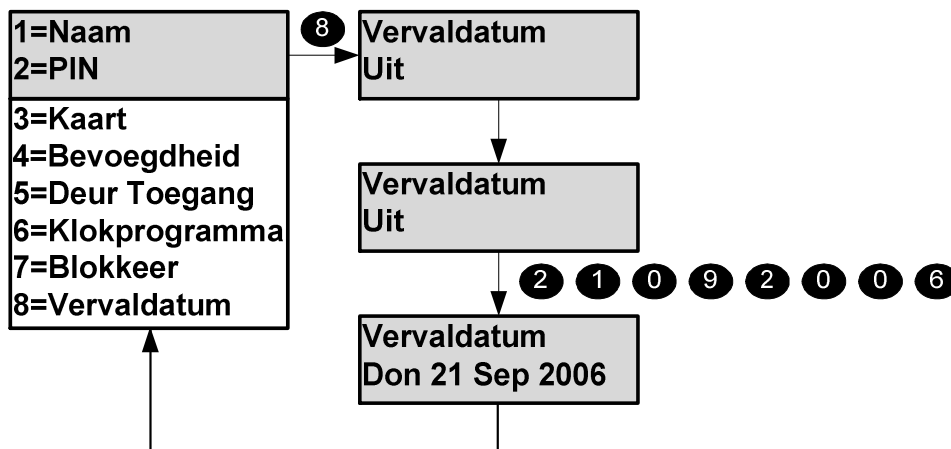 1=Naam
2=PIN
3=Kaart
4=Bevoegdheid
5=Deur Toegang
6=Klokprogramma
7=Blokkeer
8=Vervaldatum
8
Vervaldatum
Uit
Vervaldatum
Uit
2 1 0 9 2 0 0 6
Vervaldatum
Don 21 Sep 2006